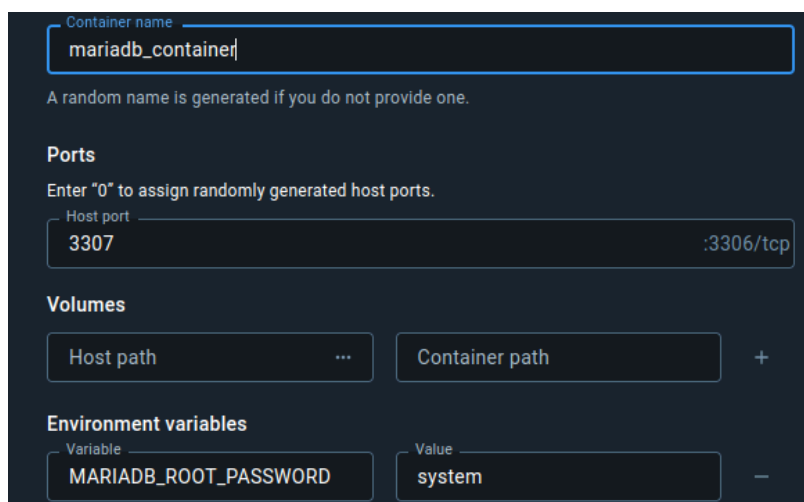 Container name
mariadb_container
A random name is generated if you do not provide one.
Ports
Enter “0” to assign randomly generated host ports.
Host port
3307 :3306/tcp
Volumes
Host path ··· Container path +
Environment variables
Variable Value
MARIADB_ROOT_PASSWORD system −